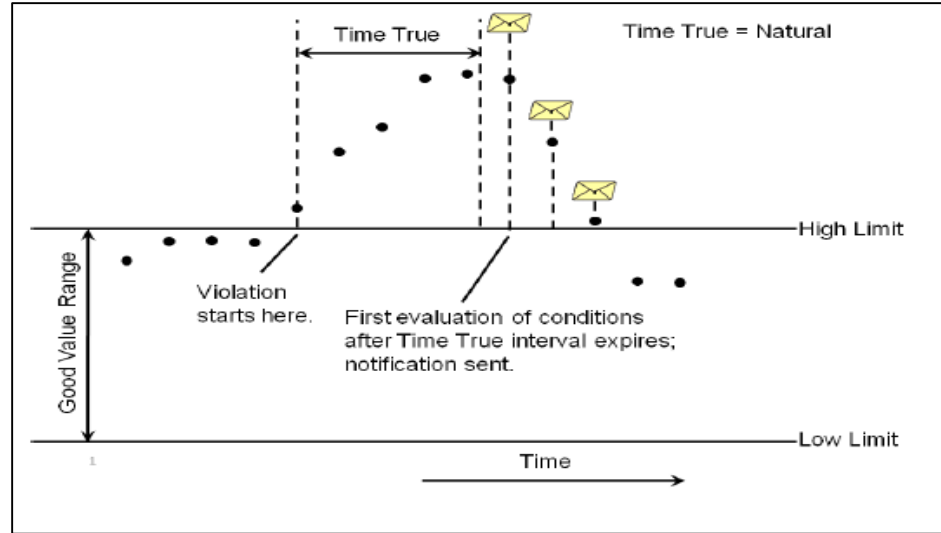 Time True
Time True = Natural
High Limit
Good Value Range
Violation
starts here.
First evaluation of conditions
after Time True interval expires;
notification sent.
Low Limit
1
Time